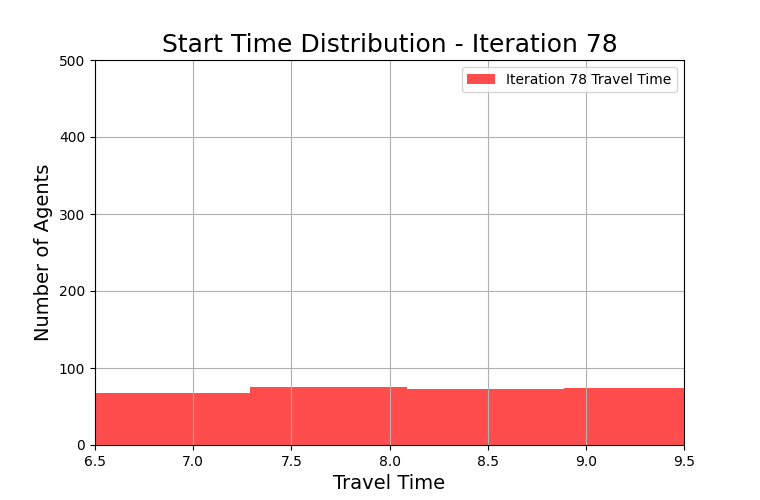 Start Time Distribution - Iteration 78
Iteration 78 Travel Time
Number of Agents
500
400
300
200
100
0
6.5 7.0 7.5 8.0 8.5 9.0 9.5
Travel Time